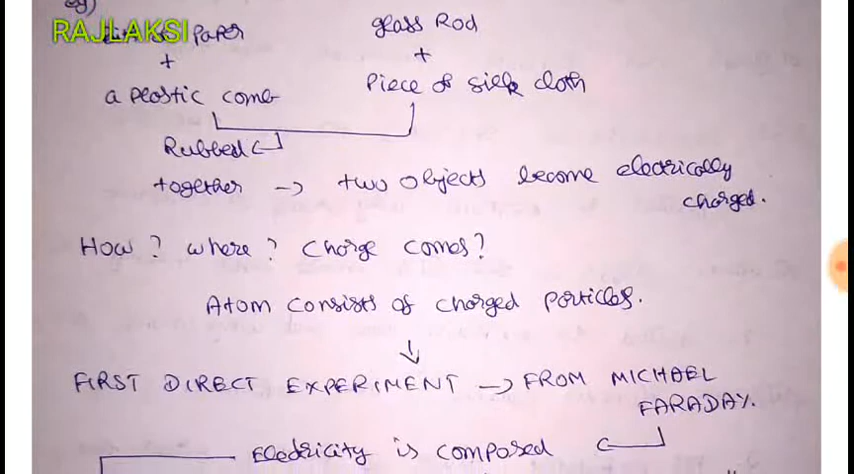 eg)
RAJLAKSI
Paper
glass Rod
+
+
a plastic comb
Piece of silk cloth
Rubbed
together → two objects become electrically
charged.
How? where? charge comes?
Atom consists of charged particles.
↓
FIRST DIRECT EXPERIMENT → FROM MICHAEL
FARADAY.
Electricity is composed